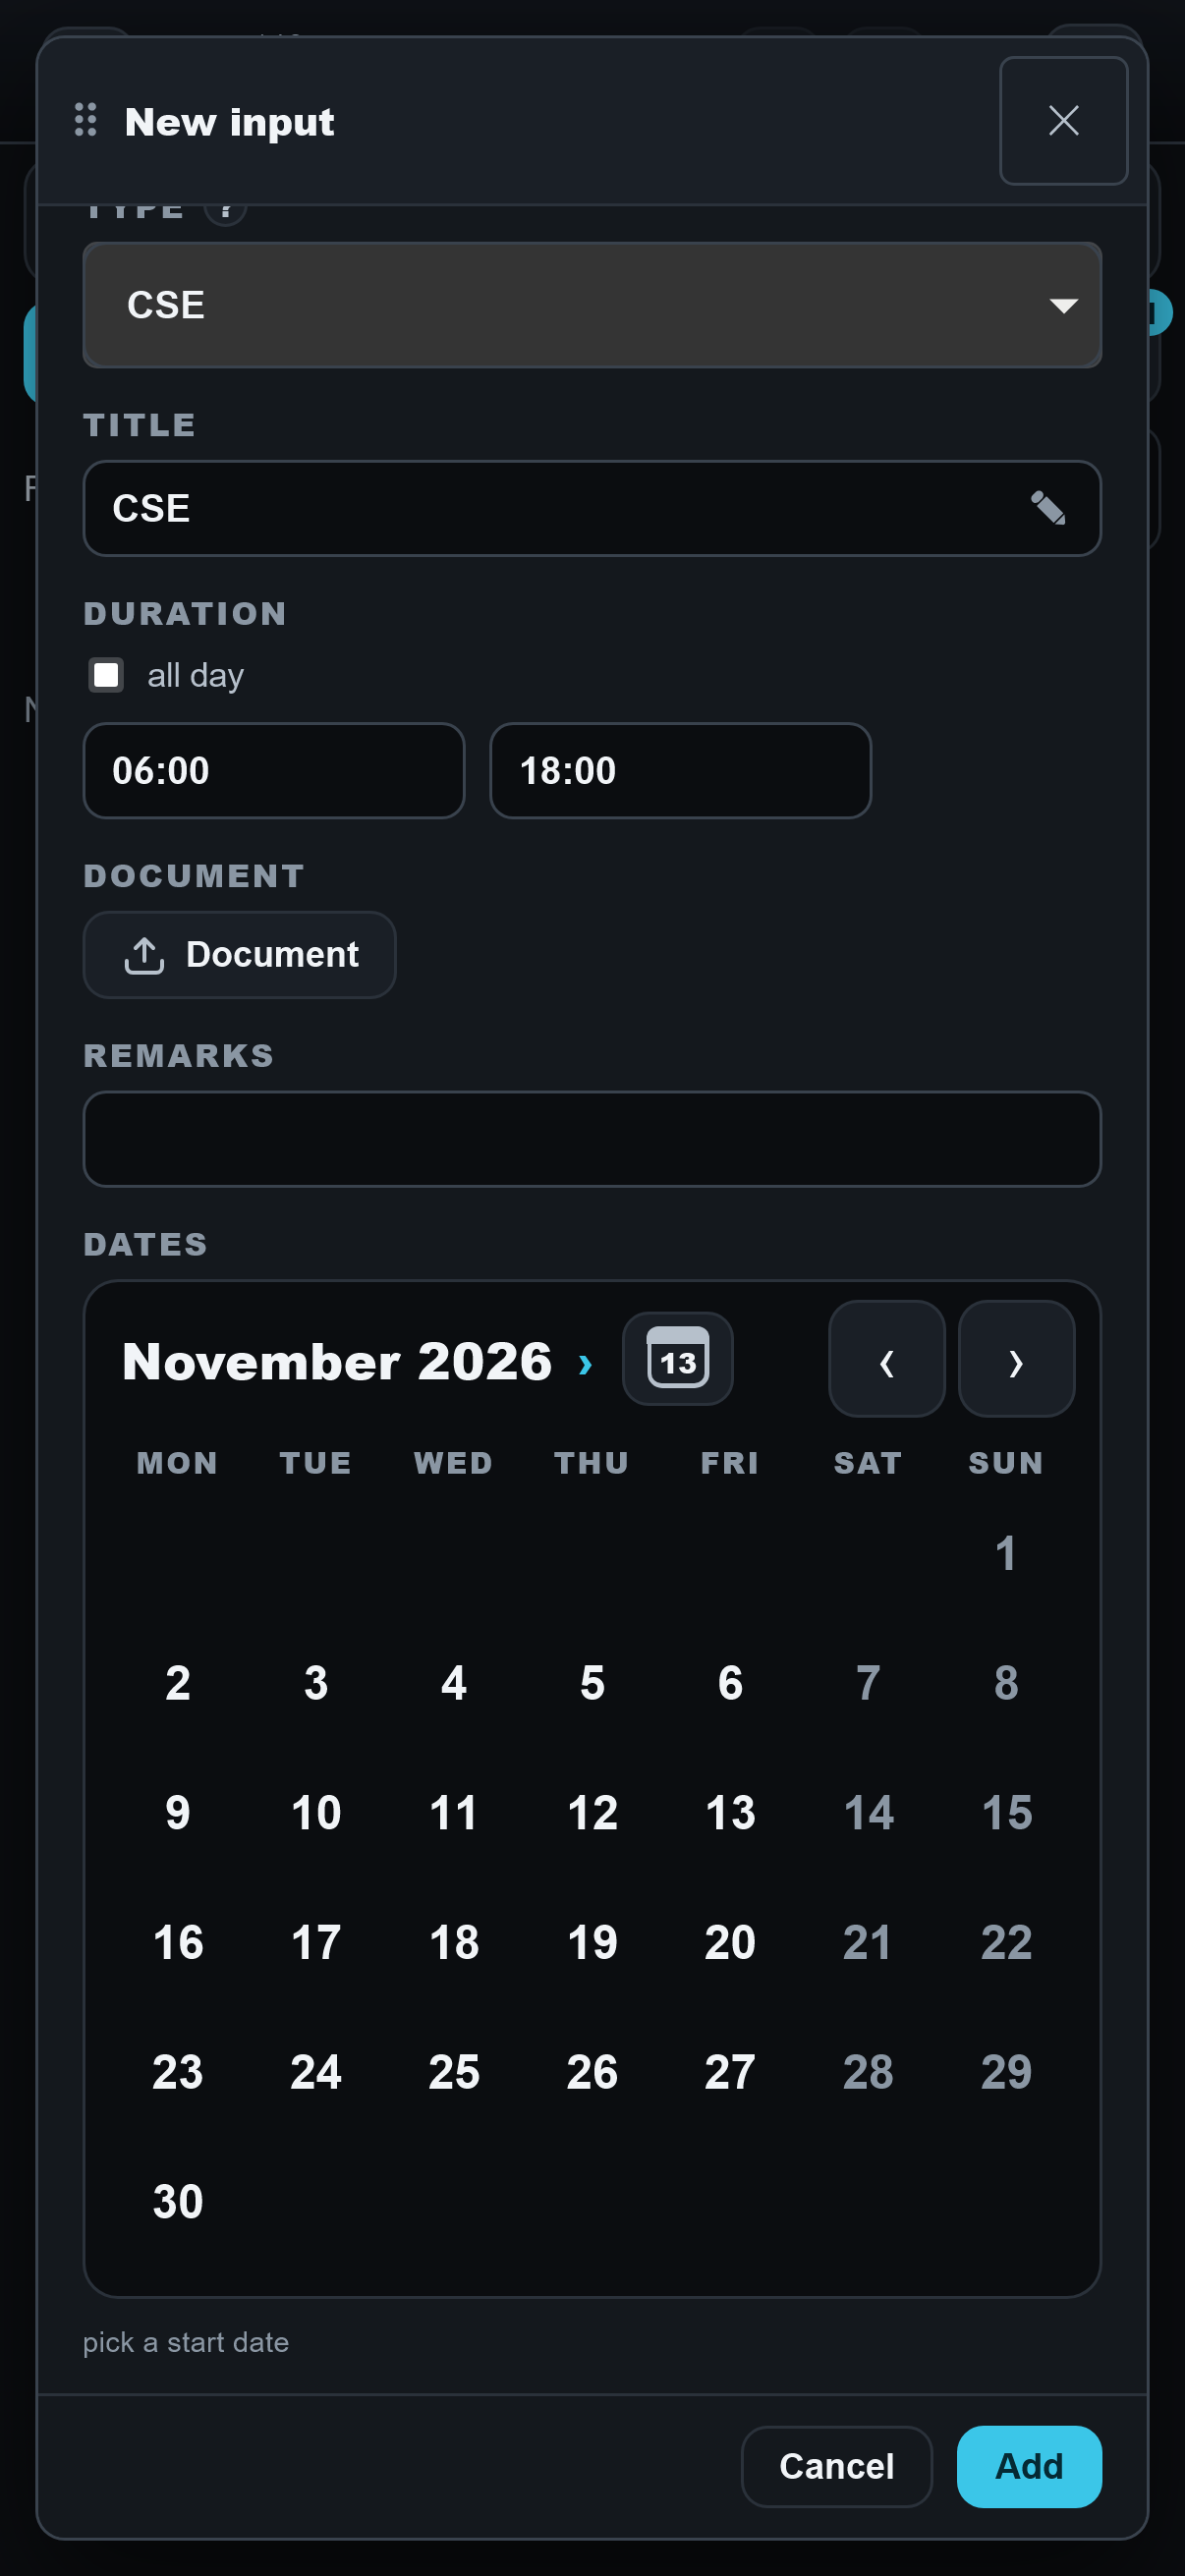 New input
TYPE ?
CSE
TITLE
CSE
DURATION
all day
06:00 18:00
DOCUMENT
Document
REMARKS
DATES
November 2026 › 13 ‹ ›
MON TUE WED THU FRI SAT SUN
1
2 3 4 5 6 7 8
9 10 11 12 13 14 15
16 17 18 19 20 21 22
23 24 25 26 27 28 29
30
pick a start date
Cancel Add